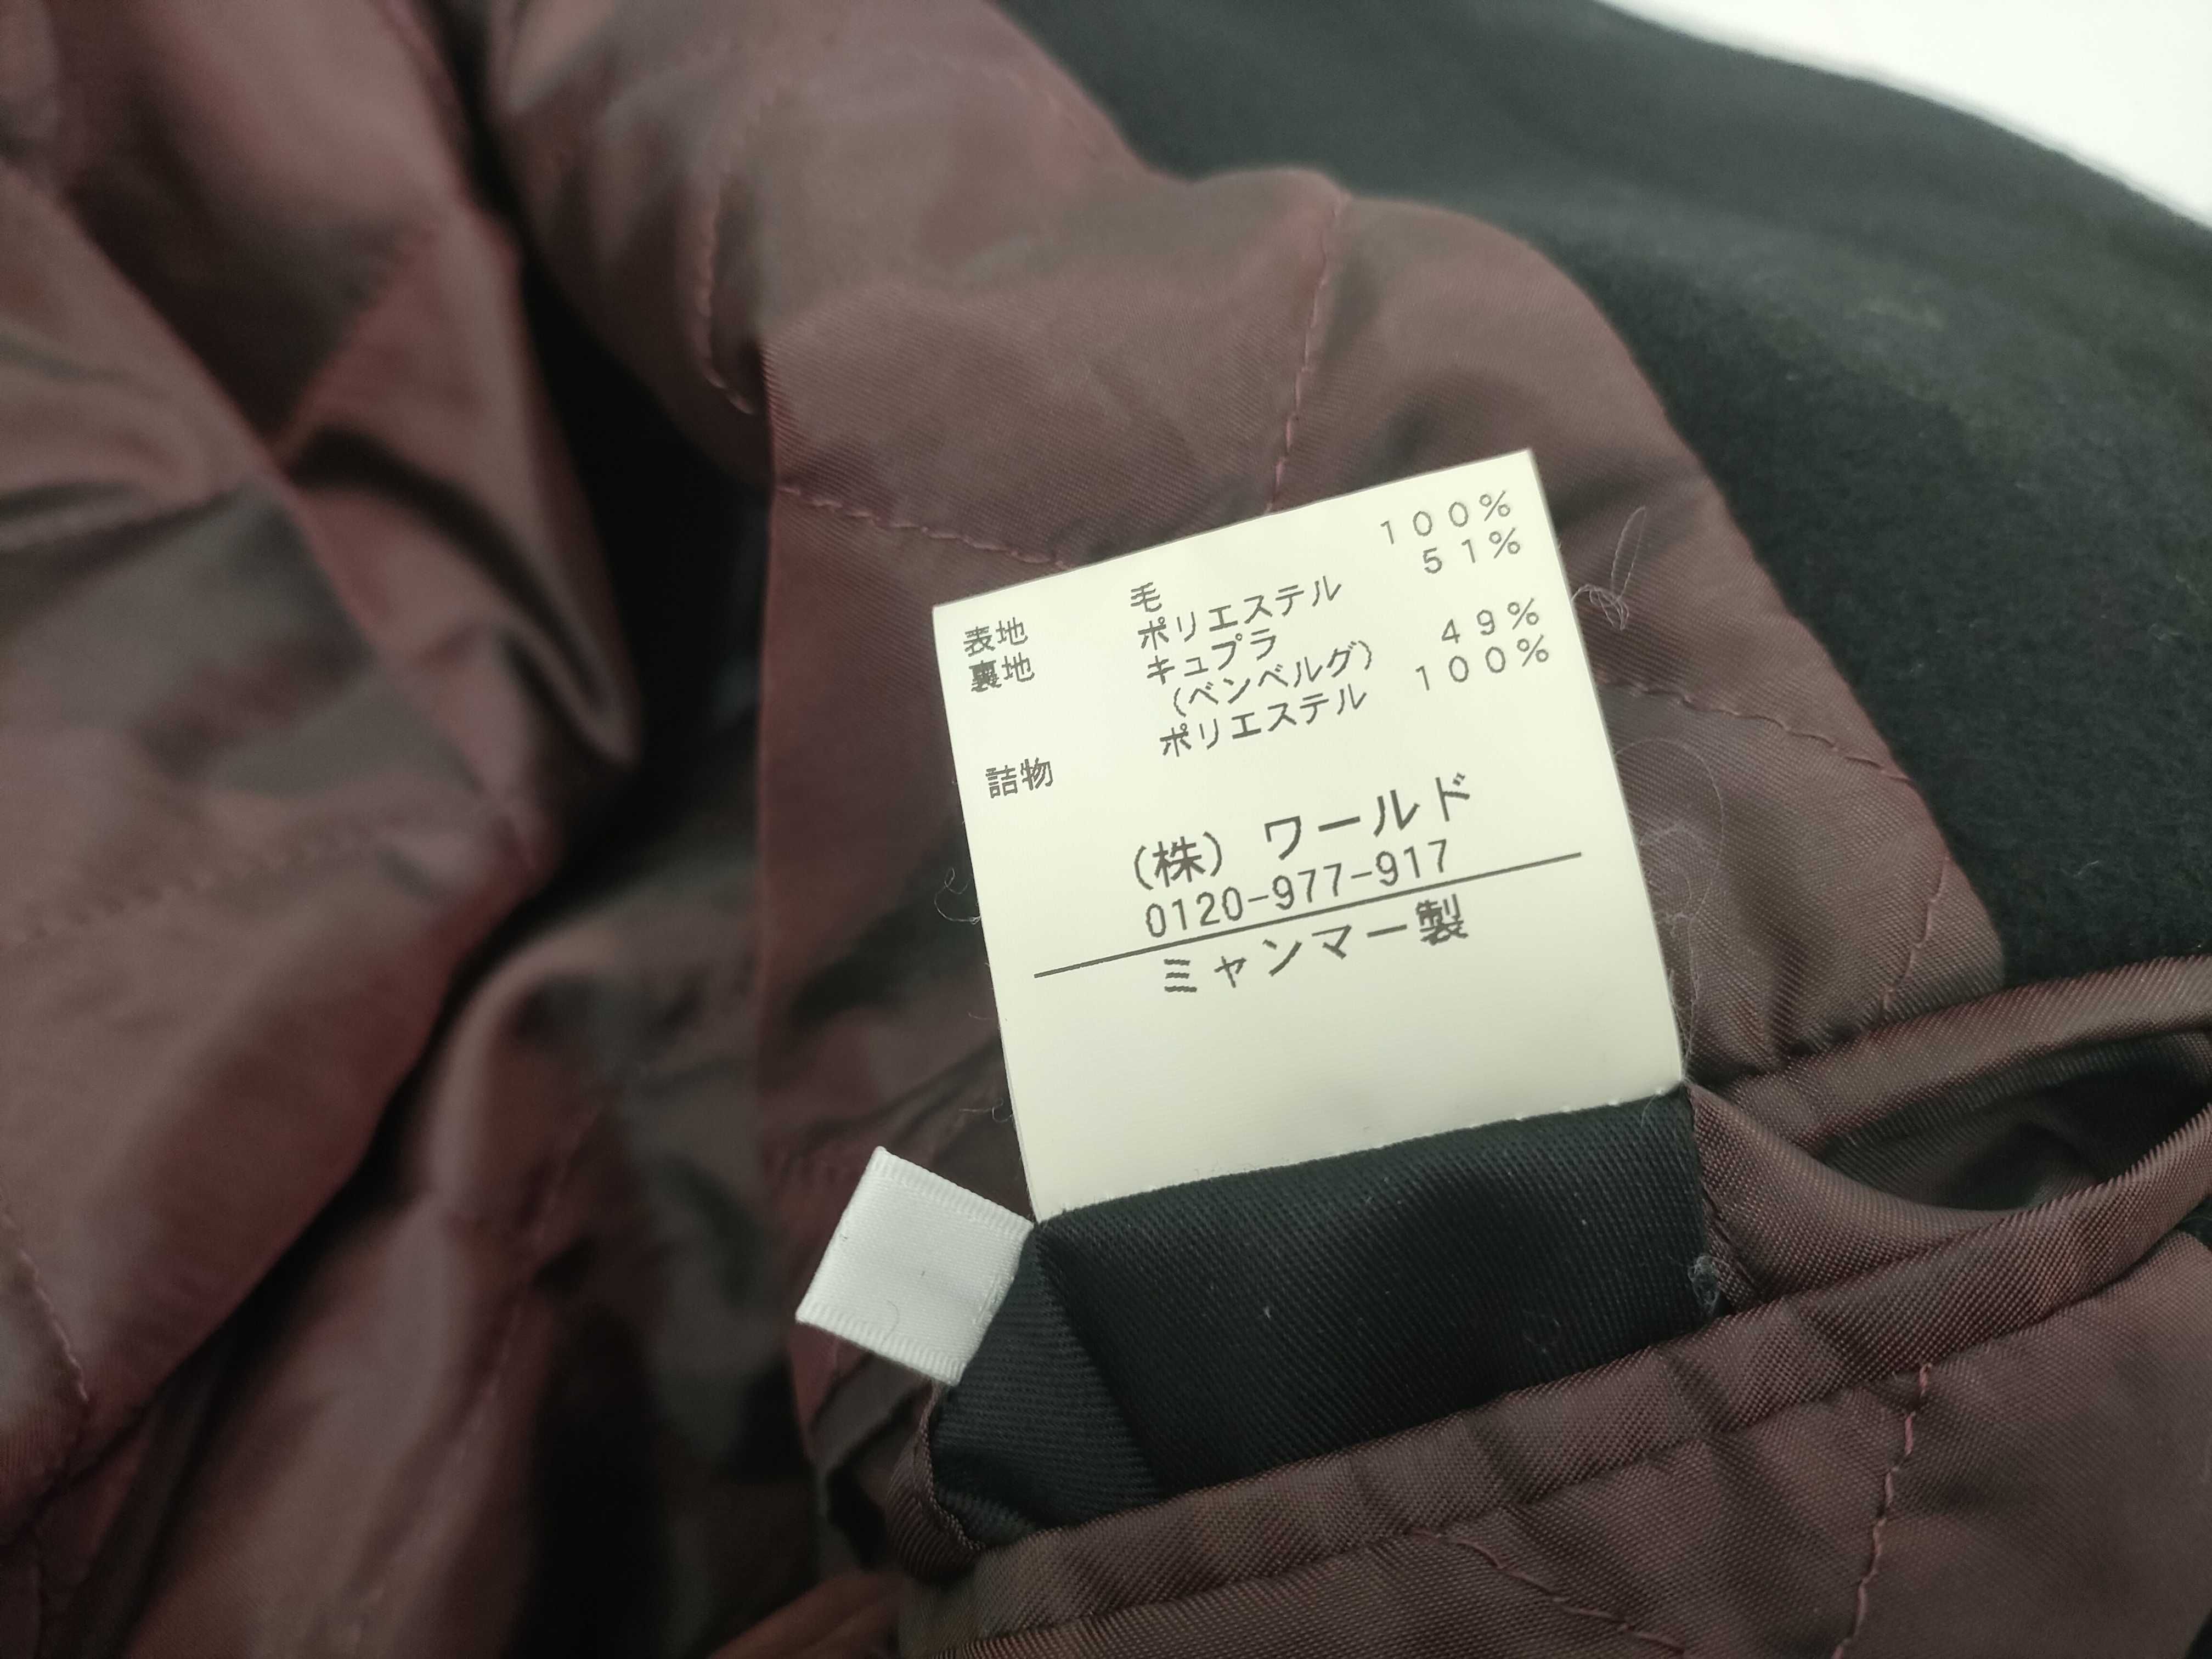 表地 毛 100%
裏地 ポリエステル 51%
キュプラ
(ベンベルグ) 49%
詰物 ポリエステル 100%
(株) ワールド
0120-977-917
ミャンマー製